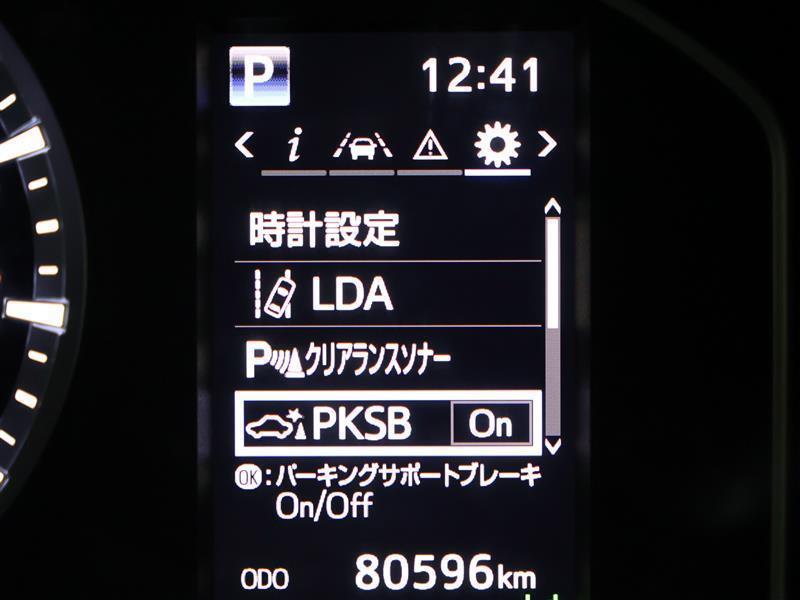 P 12:41
i
時計設定
LDA
Pクリアランスソナー
PKSB On
OK:パーキングサポートブレーキ
On/Off
ODO 80596km